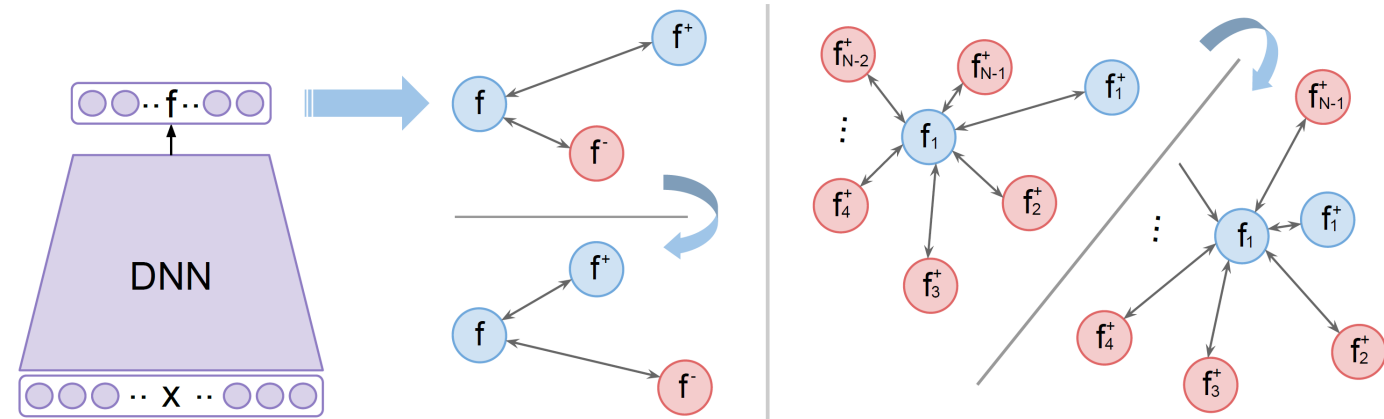 ·· f ··
DNN
·· x ··
f⁺
f
f⁻
f⁺
f
f⁻
f⁺N-2
f⁺N-1
f⁺1
⋮
f1
f⁺4
f⁺2
f⁺3
f⁺N-1
⋮
f1
f⁺1
f⁺4
f⁺3
f⁺2